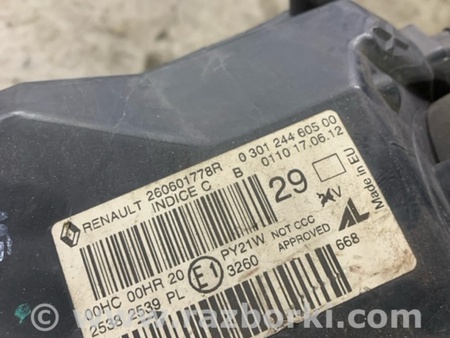 RENAULT 260601778R 0 301 244 605 00
INDICE C B 0110 17.06.12
29
Made in EU
00HC 00HR 20 PY21W NOT CCC
2538 2539 PL E1 3260 APPROVED
AL
668
www.razborki.com